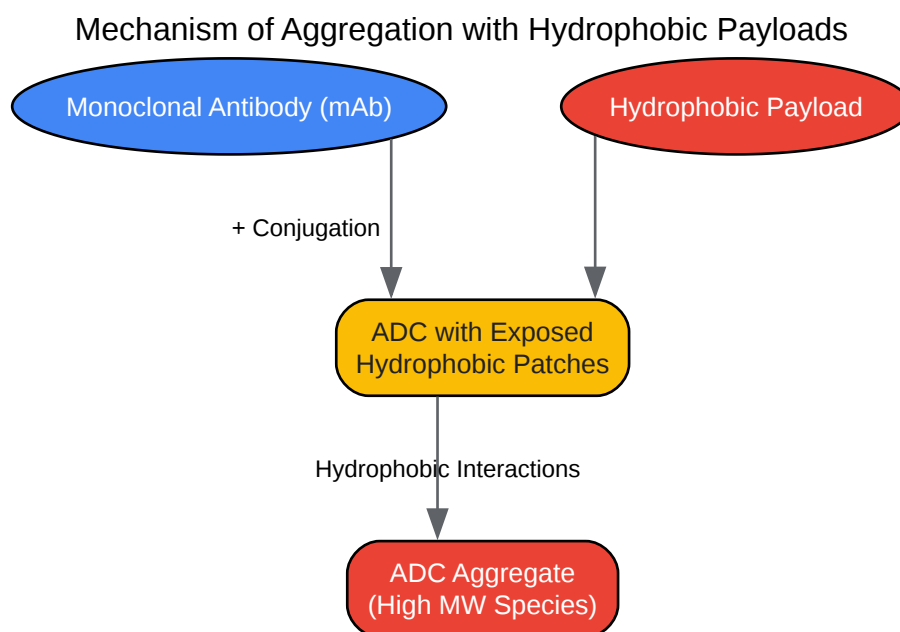 Mechanism of Aggregation with Hydrophobic Payloads
Monoclonal Antibody (mAb)
Hydrophobic Payload
+ Conjugation
ADC with Exposed
Hydrophobic Patches
Hydrophobic Interactions
ADC Aggregate
(High MW Species)